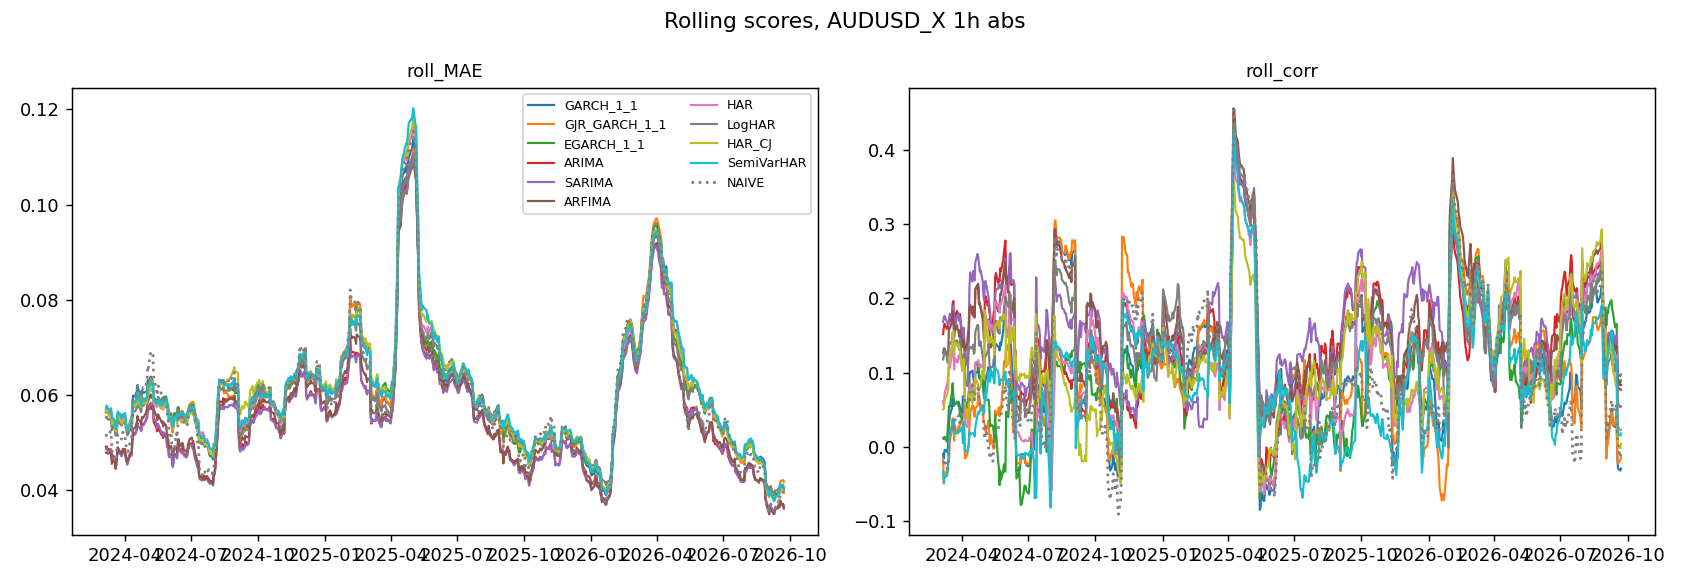 Rolling scores, AUDUSD_X 1h abs
roll_MAE
0.12
0.10
0.08
0.06
0.04
GARCH_1_1
GJR_GARCH_1_1
EGARCH_1_1
ARIMA
SARIMA
ARFIMA
HAR
LogHAR
HAR_CJ
SemiVarHAR
NAIVE
2024-04 2024-07 2024-10 2025-01 2025-04 2025-07 2025-10 2026-01 2026-04 2026-07 2026-10
roll_corr
0.4
0.3
0.2
0.1
0.0
−0.1
2024-04 2024-07 2024-10 2025-01 2025-04 2025-07 2025-10 2026-01 2026-04 2026-07 2026-10